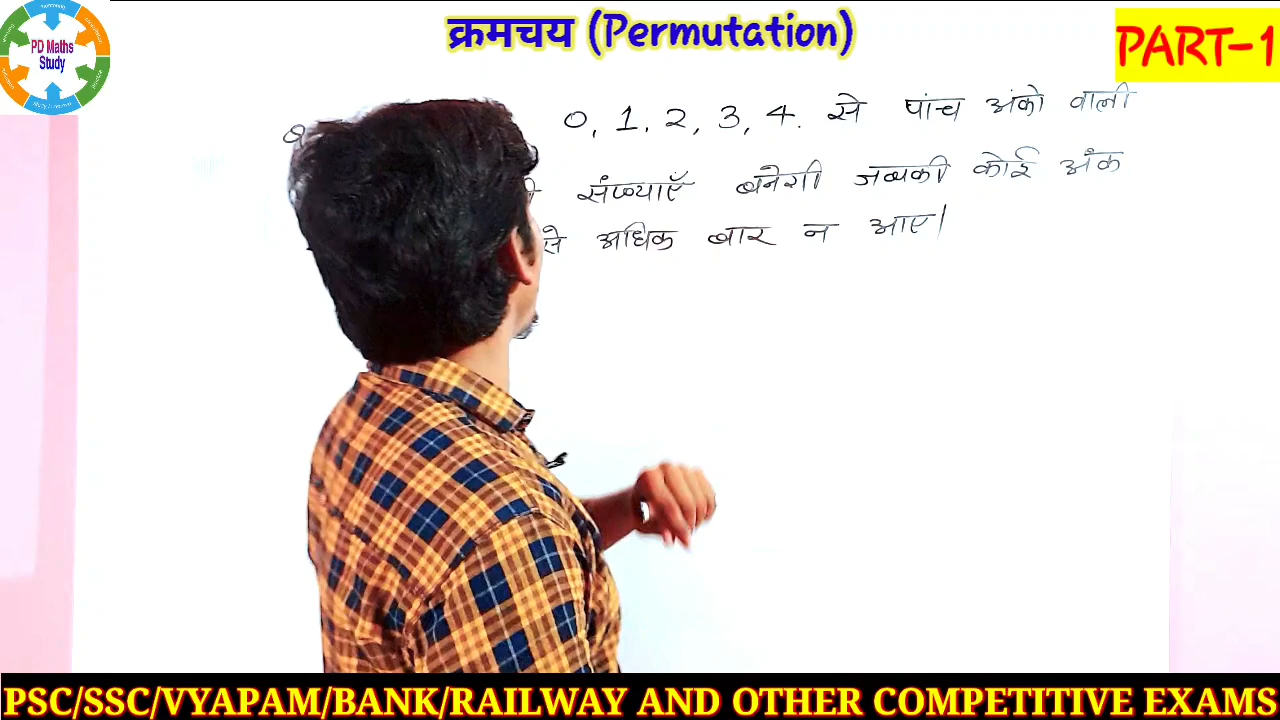 क्रमचय (Permutation)
PART-1
PD Maths
Study
0, 1, 2, 3, 4. से पांच अंको वाली
संख्याएँ बनेगी जबकी कोई अंक
से अधिक बार न आए।
PSC/SSC/VYAPAM/BANK/RAILWAY AND OTHER COMPETITIVE EXAMS